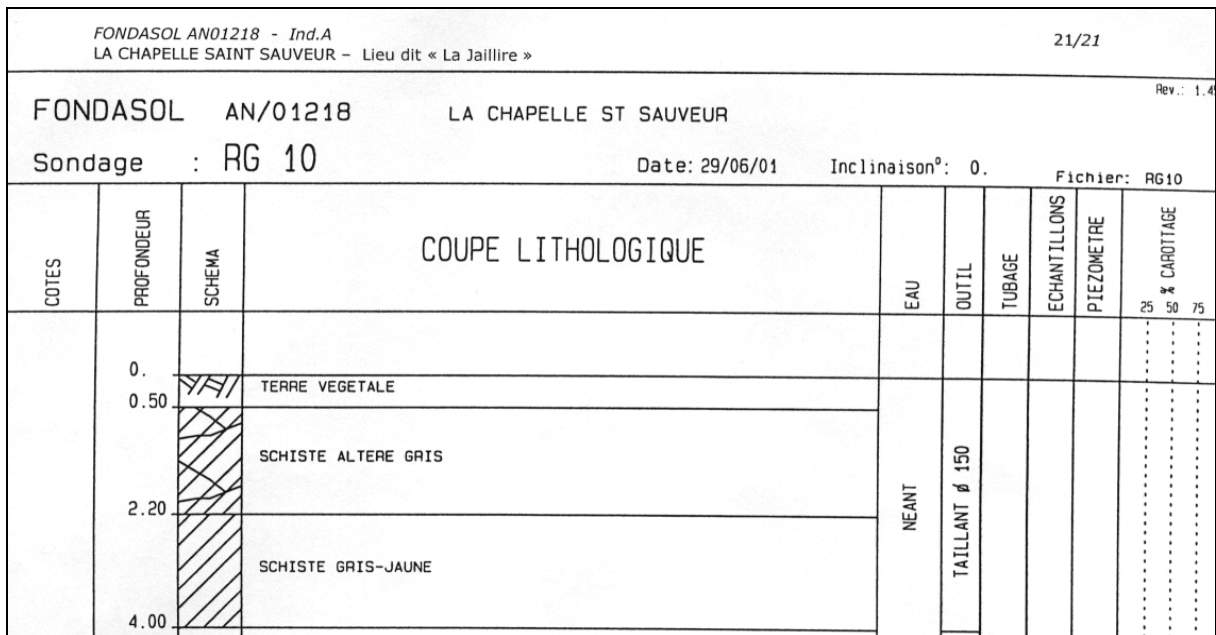 FONDASOL AN01218 - Ind.A
21/21
LA CHAPELLE SAINT SAUVEUR – Lieu dit « La Jaillire »
Rev.: 1.45
FONDASOL AN/01218 LA CHAPELLE ST SAUVEUR
Sondage : RG 10 Date: 29/06/01 Inclinaison°: 0. Fichier: RG10
COTES PROFONDEUR SCHEMA COUPE LITHOLOGIQUE EAU OUTIL TUBAGE ECHANTILLONS PIEZOMETRE % CAROTTAGE
25 50 75
0.
TERRE VEGETALE
0.50
SCHISTE ALTERE GRIS
2.20
NEANT
TAILLANT ø 150
SCHISTE GRIS-JAUNE
4.00